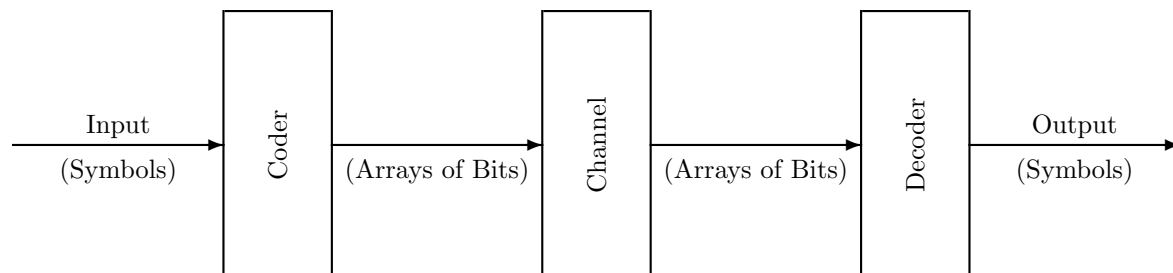 Input
(Symbols)
Coder
(Arrays of Bits)
Channel
(Arrays of Bits)
Decoder
Output
(Symbols)